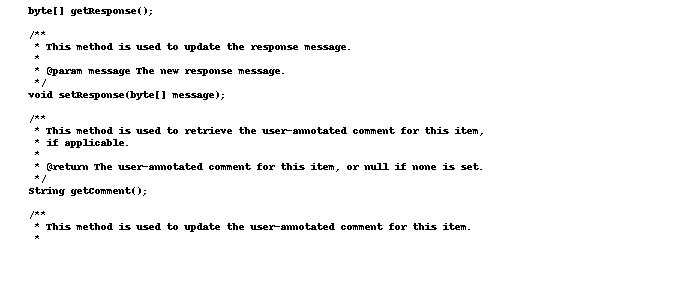 byte[] getResponse();

/**
 * This method is used to update the response message.
 *
 * @param message The new response message.
 */
void setResponse(byte[] message);

/**
 * This method is used to retrieve the user-annotated comment for this item,
 * if applicable.
 *
 * @return The user-annotated comment for this item, or null if none is set.
 */
String getComment();

/**
 * This method is used to update the user-annotated comment for this item.
 *